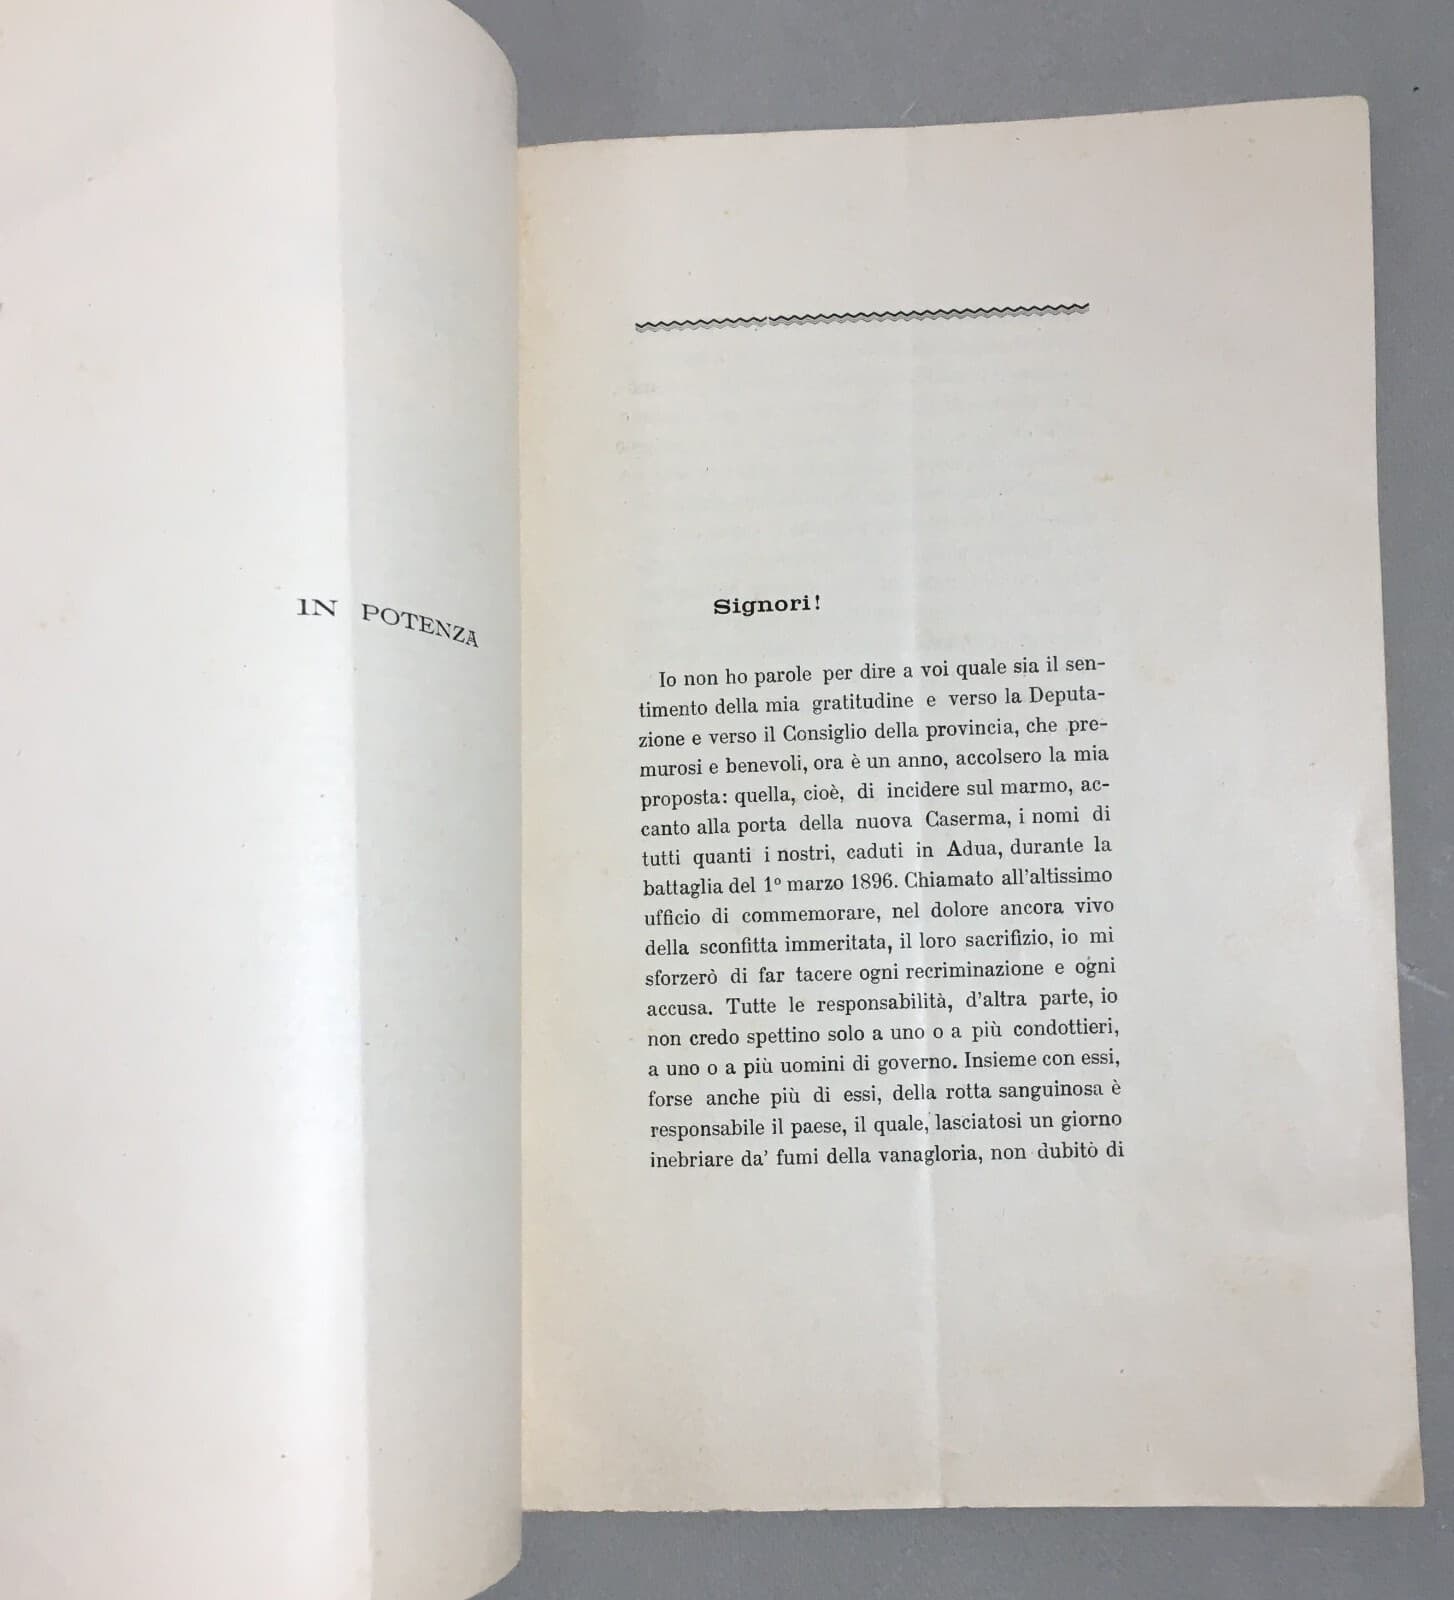 IN POTENZA
Signori!
Io non ho parole per dire a voi quale sia il sen-
timento della mia gratitudine e verso la Deputa-
zione e verso il Consiglio della provincia, che pre-
murosi e benevoli, ora è un anno, accolsero la mia
proposta: quella, cioè, di incidere sul marmo, ac-
canto alla porta della nuova Caserma, i nomi di
tutti quanti i nostri, caduti in Adua, durante la
battaglia del 1º marzo 1896. Chiamato all'altissimo
ufficio di commemorare, nel dolore ancora vivo
della sconfitta immeritata, il loro sacrifizio, io mi
sforzerò di far tacere ogni recriminazione e ogni
accusa. Tutte le responsabilità, d'altra parte, io
non credo spettino solo a uno o a più condottieri,
a uno o a più uomini di governo. Insieme con essi,
forse anche più di essi, della rotta sanguinosa è
responsabile il paese, il quale, lasciatosi un giorno
inebriare da' fumi della vanagloria, non dubitò di